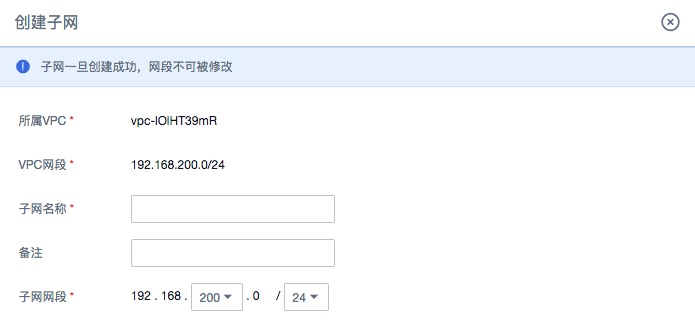 创建子网
子网一旦创建成功，网段不可被修改
所属VPC * vpc-IOlHT39mR
VPC网段 * 192.168.200.0/24
子网名称 *
备注
子网网段 * 192 . 168 . 200 . 0 / 24